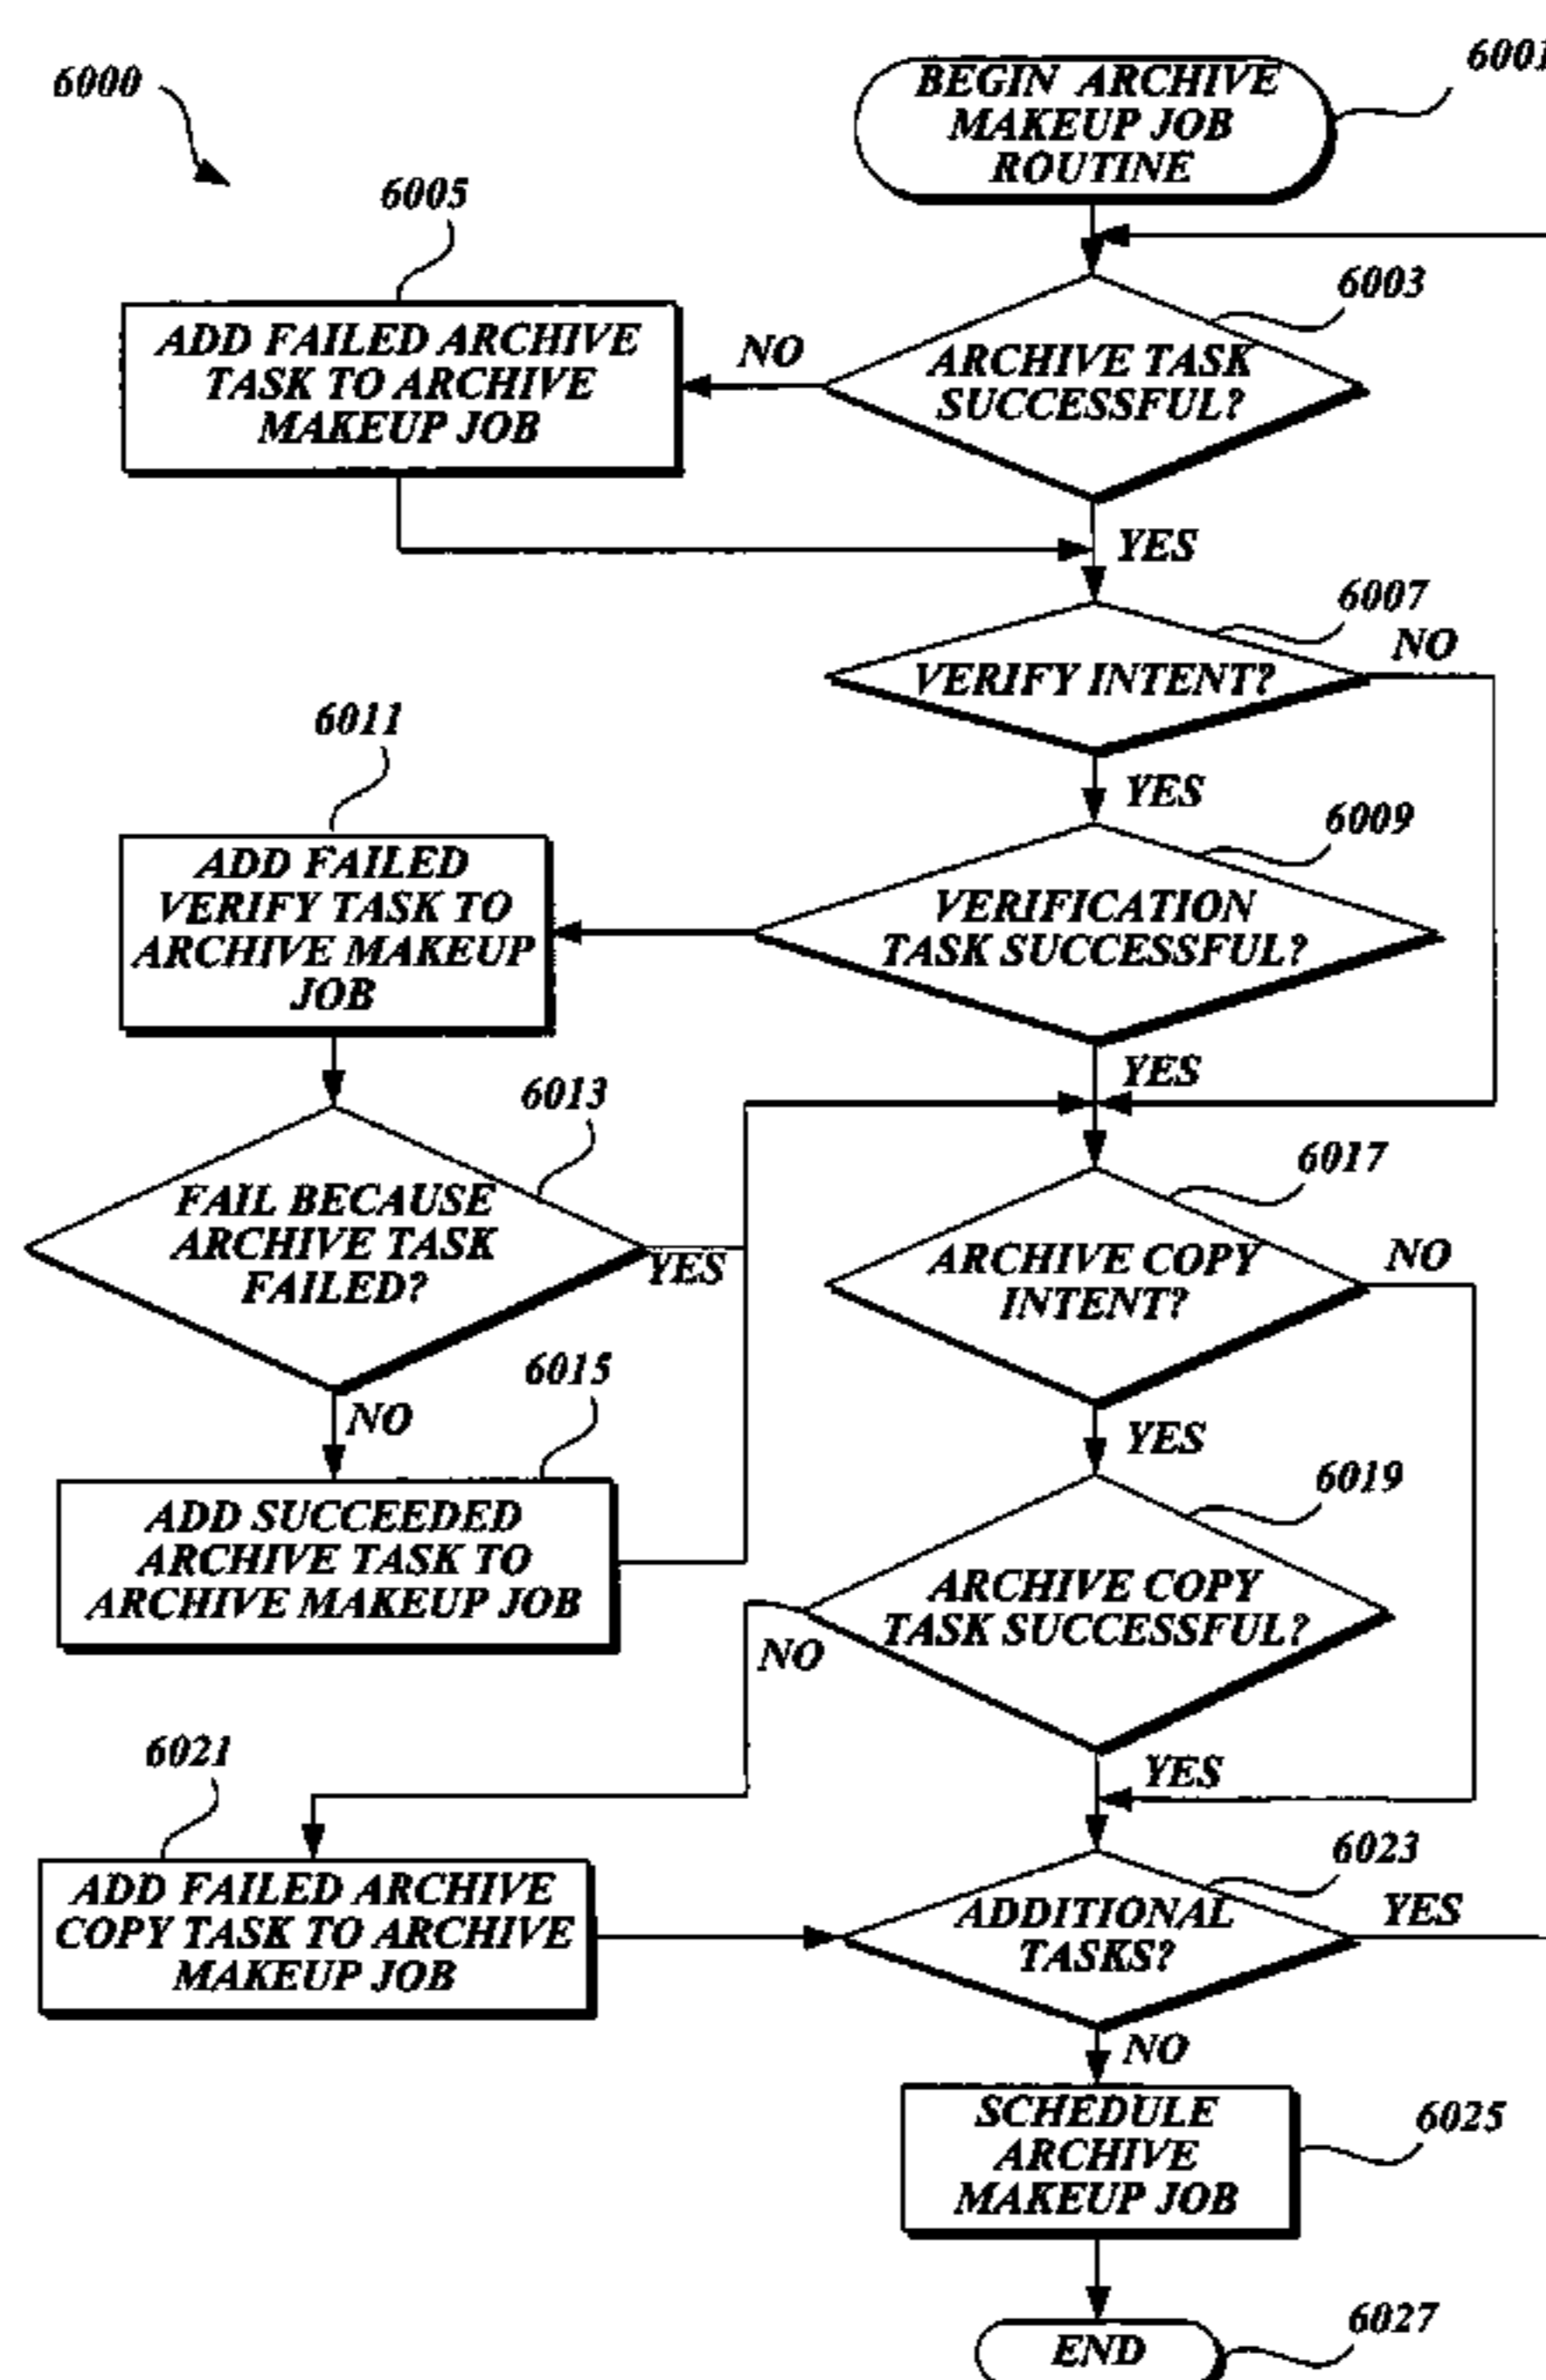 6000
6001
BEGIN ARCHIVE
MAKEUP JOB
ROUTINE
6005
6003
ADD FAILED ARCHIVE
TASK TO ARCHIVE
MAKEUP JOB
NO
ARCHIVE TASK
SUCCESSFUL?
YES
6007
NO
VERIFY INTENT?
6011
YES
6009
ADD FAILED
VERIFY TASK TO
ARCHIVE MAKEUP
JOB
VERIFICATION
TASK SUCCESSFUL?
YES
6013
6017
FAIL BECAUSE
ARCHIVE TASK
FAILED?
YES
ARCHIVE COPY
INTENT?
NO
6015
NO
YES
6019
ADD SUCCEEDED
ARCHIVE TASK TO
ARCHIVE MAKEUP JOB
ARCHIVE COPY
TASK SUCCESSFUL?
NO
6021
YES
6023
ADD FAILED ARCHIVE
COPY TASK TO ARCHIVE
MAKEUP JOB
ADDITIONAL
TASKS?
YES
NO
SCHEDULE
ARCHIVE
MAKEUP JOB
6025
6027
END